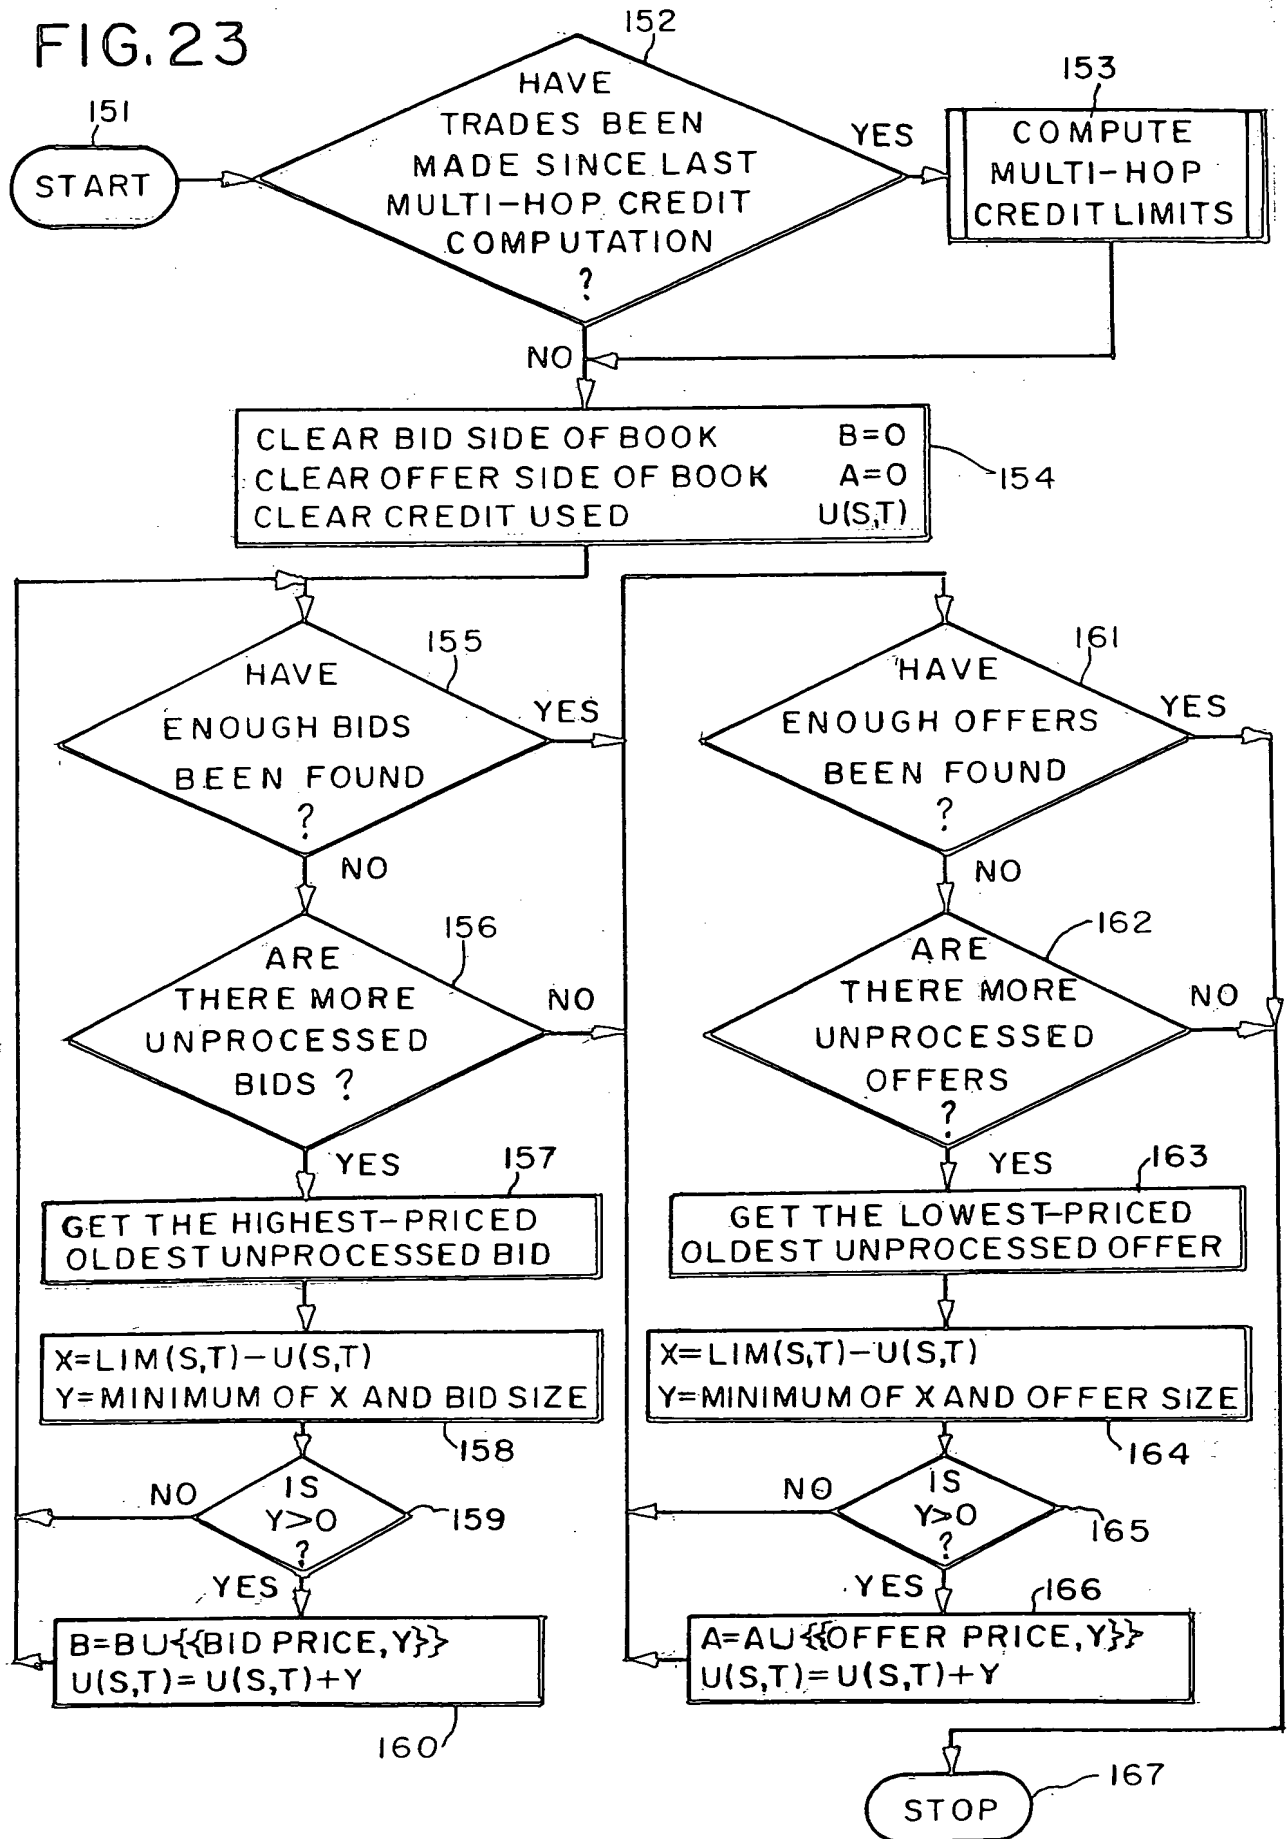 FIG. 23
151
START
152
HAVE
TRADES BEEN
MADE SINCE LAST
MULTI-HOP CREDIT
COMPUTATION
?
YES
153
COMPUTE
MULTI-HOP
CREDIT LIMITS
NO
CLEAR BID SIDE OF BOOK B=0
CLEAR OFFER SIDE OF BOOK A=0
CLEAR CREDIT USED U(S,T)
154
155
HAVE
ENOUGH BIDS
BEEN FOUND
?
YES
NO
156
ARE
THERE MORE
UNPROCESSED
BIDS ?
NO
YES
157
GET THE HIGHEST-PRICED
OLDEST UNPROCESSED BID
X=LIM(S,T)-U(S,T)
Y=MINIMUM OF X AND BID SIZE
158
IS
Y>0
?
159
NO
YES
B=BU{{BID PRICE,Y}}
U(S,T)=U(S,T)+Y
160
161
HAVE
ENOUGH OFFERS
BEEN FOUND
?
YES
NO
162
ARE
THERE MORE
UNPROCESSED
OFFERS
?
NO
YES
163
GET THE LOWEST-PRICED
OLDEST UNPROCESSED OFFER
X=LIM(S,T)-U(S,T)
Y=MINIMUM OF X AND OFFER SIZE
164
IS
Y>0
?
165
NO
YES
166
A=AU{{OFFER PRICE,Y}}
U(S,T)=U(S,T)+Y
STOP
167